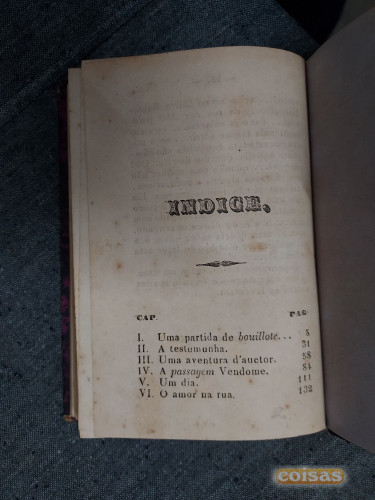 INDICE,
CAP. PAG
I. Uma partida de bouillote... 5
II. A testemunha. 31
III. Uma aventura d'auctor. 58
IV. A passagem Vendome. 84
V. Um dia. 111
VI. O amor na rua. 132
coisas